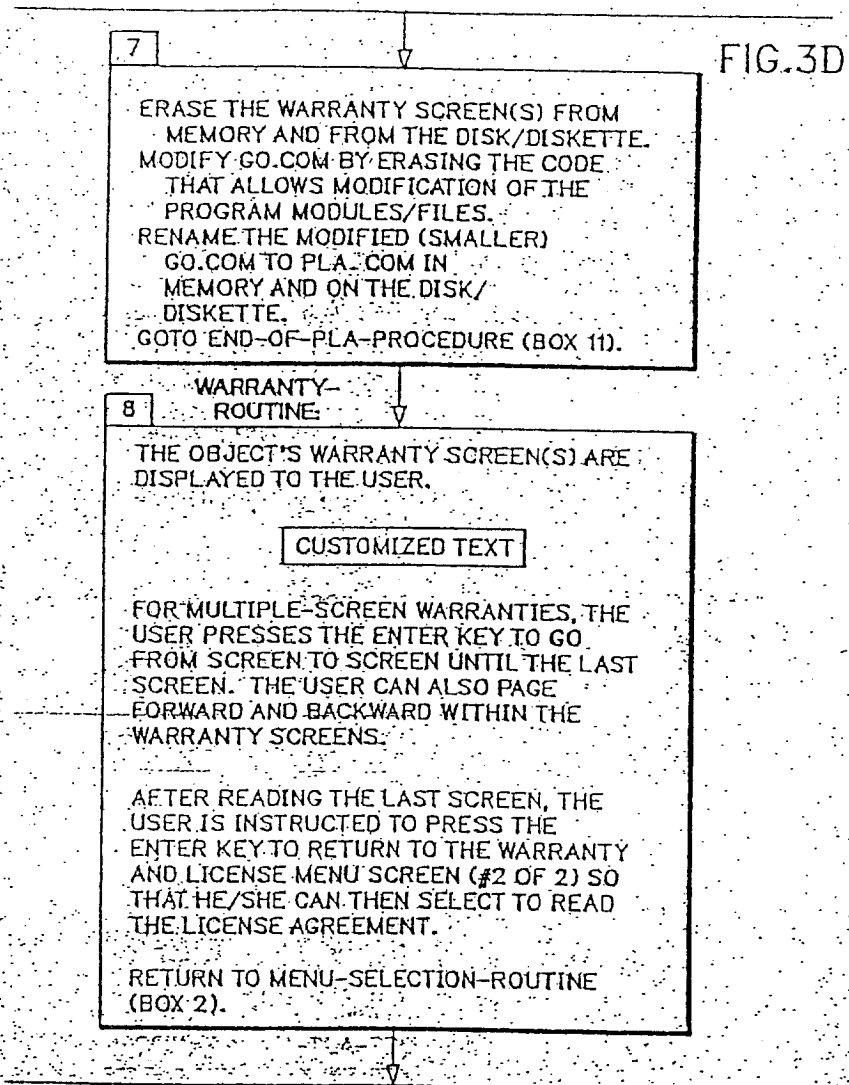 FIG.3D
7
ERASE THE WARRANTY SCREEN(S) FROM
MEMORY AND FROM THE DISK/DISKETTE.
MODIFY GO.COM BY ERASING THE CODE
THAT ALLOWS MODIFICATION OF THE
PROGRAM MODULES/FILES.
RENAME THE MODIFIED (SMALLER)
GO.COM TO PLA.COM IN
MEMORY AND ON THE DISK/
DISKETTE.
GOTO END-OF-PLA-PROCEDURE (BOX 11).
WARRANTY-
ROUTINE:
8
THE OBJECT'S WARRANTY SCREEN(S) ARE
DISPLAYED TO THE USER.
CUSTOMIZED TEXT
FOR MULTIPLE-SCREEN WARRANTIES, THE
USER PRESSES THE ENTER KEY TO GO
FROM SCREEN TO SCREEN UNTIL THE LAST
SCREEN. THE USER CAN ALSO PAGE
FORWARD AND BACKWARD WITHIN THE
WARRANTY SCREENS.
AFTER READING THE LAST SCREEN, THE
USER IS INSTRUCTED TO PRESS THE
ENTER KEY TO RETURN TO THE WARRANTY
AND LICENSE MENU SCREEN (#2 OF 2) SO
THAT HE/SHE CAN THEN SELECT TO READ
THE LICENSE AGREEMENT.
RETURN TO MENU-SELECTION-ROUTINE
(BOX 2).